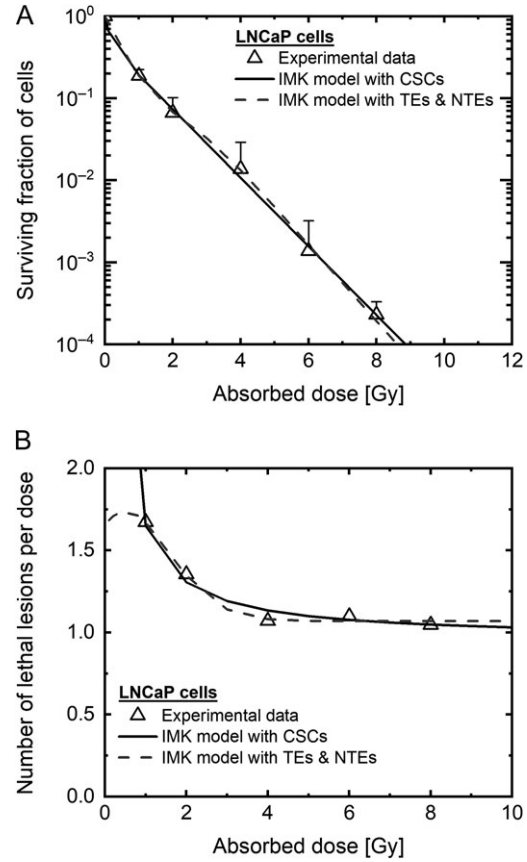 A
10⁰
10⁻¹
10⁻²
10⁻³
10⁻⁴
Surviving fraction of cells
LNCaP cells
Experimental data
IMK model with CSCs
IMK model with TEs & NTEs
0 2 4 6 8 10 12
Absorbed dose [Gy]
B
2.0
1.5
1.0
0.5
0.0
Number of lethal lesions per dose
LNCaP cells
Experimental data
IMK model with CSCs
IMK model with TEs & NTEs
0 2 4 6 8 10
Absorbed dose [Gy]